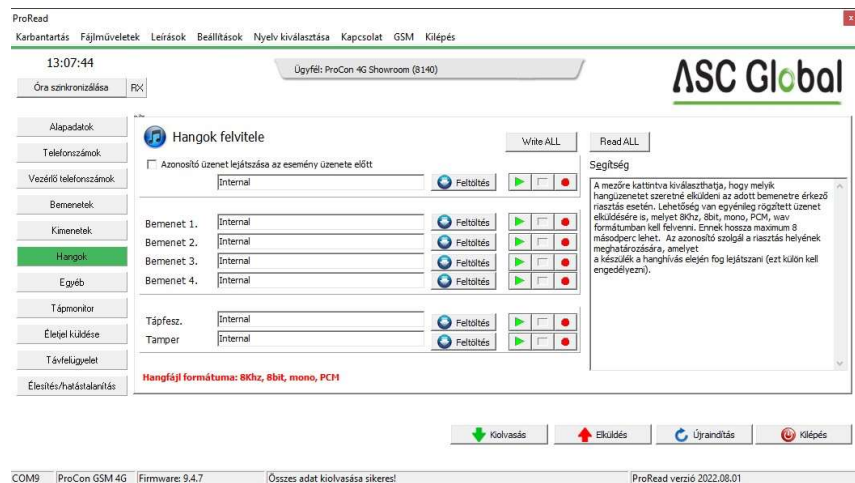 ProRead
x
Karbantartás Fájlműveletek Leírások Beállítások Nyelv kiválasztása Kapcsolat GSM Kilépés
13:07:44
Óra szinkronizálása RX
Ügyfél: ProCon 4G Showroom (8140)
ASC Global
Alapadatok
Telefonszámok
Vezérlő telefonszámok
Bemenetek
Kimenetek
Hangok
Egyéb
Tápmonitor
Életjel küldése
Távfelügyelet
Élesítés/hatástalanítás
Hangok felvitele
Write ALL
Read ALL
Azonosító üzenet lejátszása az esemény üzenete előtt
Internal Feltöltés
Bemenet 1. Internal Feltöltés
Bemenet 2. Internal Feltöltés
Bemenet 3. Internal Feltöltés
Bemenet 4. Internal Feltöltés
Tápfesz. Internal Feltöltés
Tamper Internal Feltöltés
Hangfájl formátuma: 8Khz, 8bit, mono, PCM
Segítség
A mezőre kattintva kiválaszthatja, hogy melyik
hangüzenetet szeretné elküldeni az adott bemenetre érkező
riasztás esetén. Lehetőség van egyénileg rögzített üzenet
elküldésére is, melyet 8Khz, 8bit, mono, PCM, wav
formátumban kell felvenni. Ennek hossza maximum 8
másodperc lehet. Az azonosító szolgál a riasztás helyének
meghatározására, amelyet
a készülék a hanghívás elején fog lejátszani (ezt külön kell
engedélyezni).
Kiolvasás Elküldés Újraindítás Kilépés
COM9 ProCon GSM 4G Firmware: 9.4.7 Összes adat kiolvasása sikeres! ProRead verzió 2022.08.01